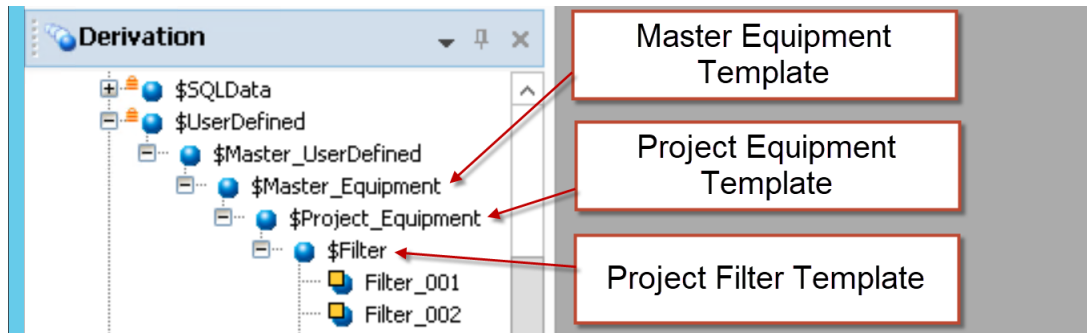 Derivation
$SQLData
$UserDefined
$Master_UserDefined
$Master_Equipment
$Project_Equipment
$Filter
Filter_001
Filter_002
Master Equipment
Template
Project Equipment
Template
Project Filter Template